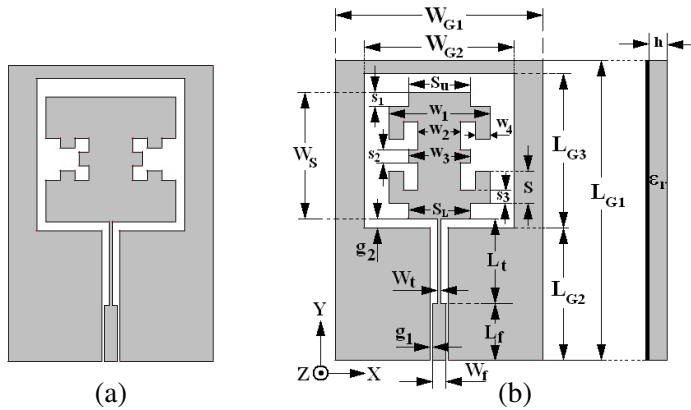 (a)
W_G1
W_G2
h
S_u
s_1
w_1
w_2
w_4
W_S
s_2
w_3
L_G3
S
s_3
L_G1
ε_r
S_L
g_2
L_t
W_t
L_G2
Y
g_1
L_f
Z X
W_f
(b)